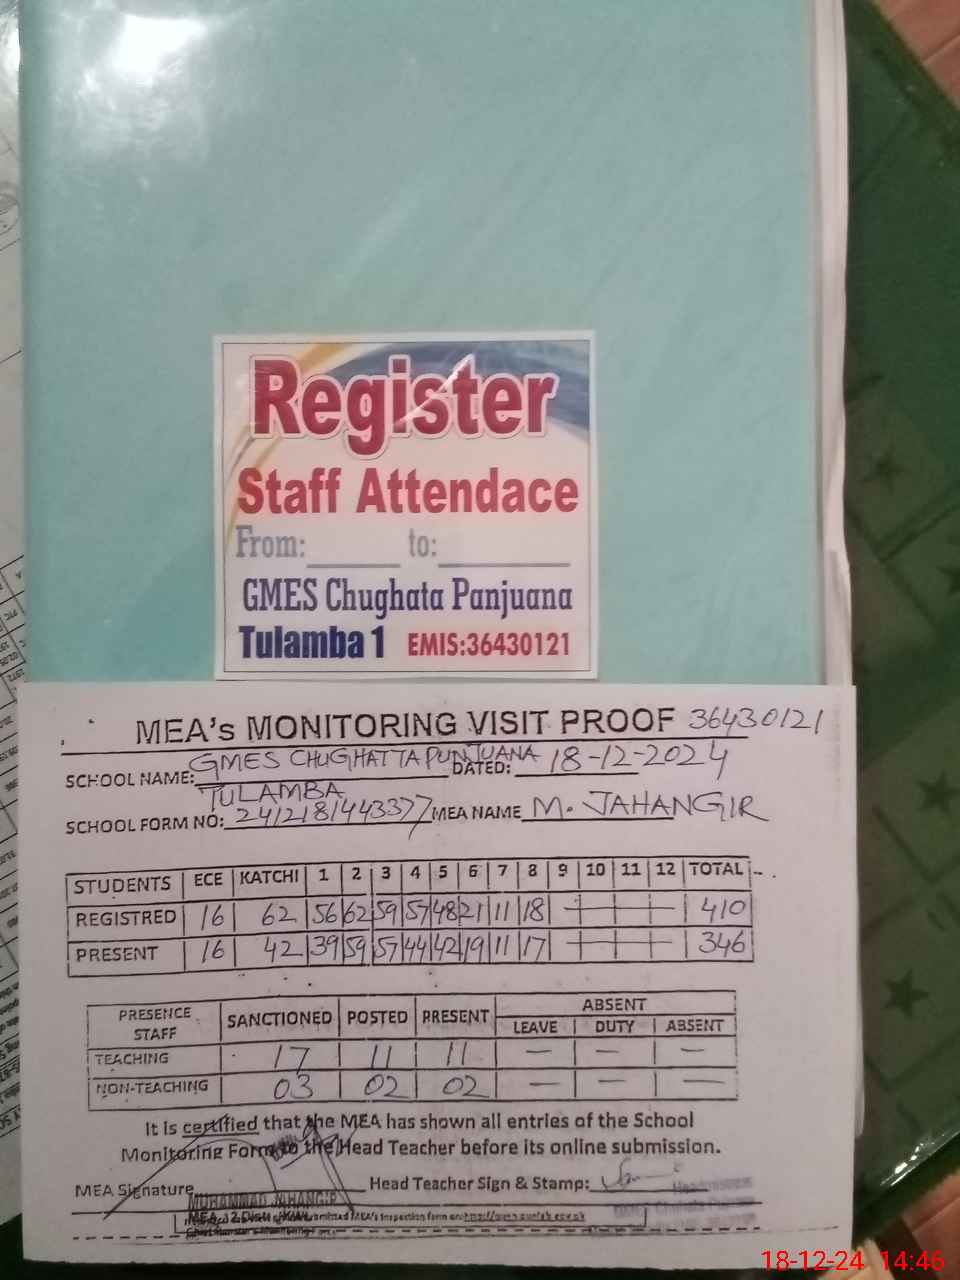 Register
Staff Attendace
From:______ to:________
GMES Chughata Panjuana
Tulamba 1 EMIS:36430121
MEA's MONITORING VISIT PROOF 36430121
SCHOOL NAME: GMES CHUGHATTA PUNJUANA DATED: 18-12-2024
TULAMBA
SCHOOL FORM NO: 2412181443377 MEA NAME M. JAHANGIR
STUDENTS ECE KATCHI 1 2 3 4 5 6 7 8 9 10 11 12 TOTAL
REGISTRED 16 62 56 62 59 57 48 21 11 18 — — — — 410
PRESENT 16 42 39 59 57 44 42 19 11 17 — — — — 346
PRESENCE STAFF SANCTIONED POSTED PRESENT ABSENT
LEAVE DUTY ABSENT
TEACHING 17 11 11 — — —
NON-TEACHING 03 02 02 — — —
It is certified that the MEA has shown all entries of the School
Monitoring Form to the Head Teacher before its online submission.
MEA Signature Head Teacher Sign & Stamp:
MUHAMMAD JAHANGIR
18-12-24 14:46